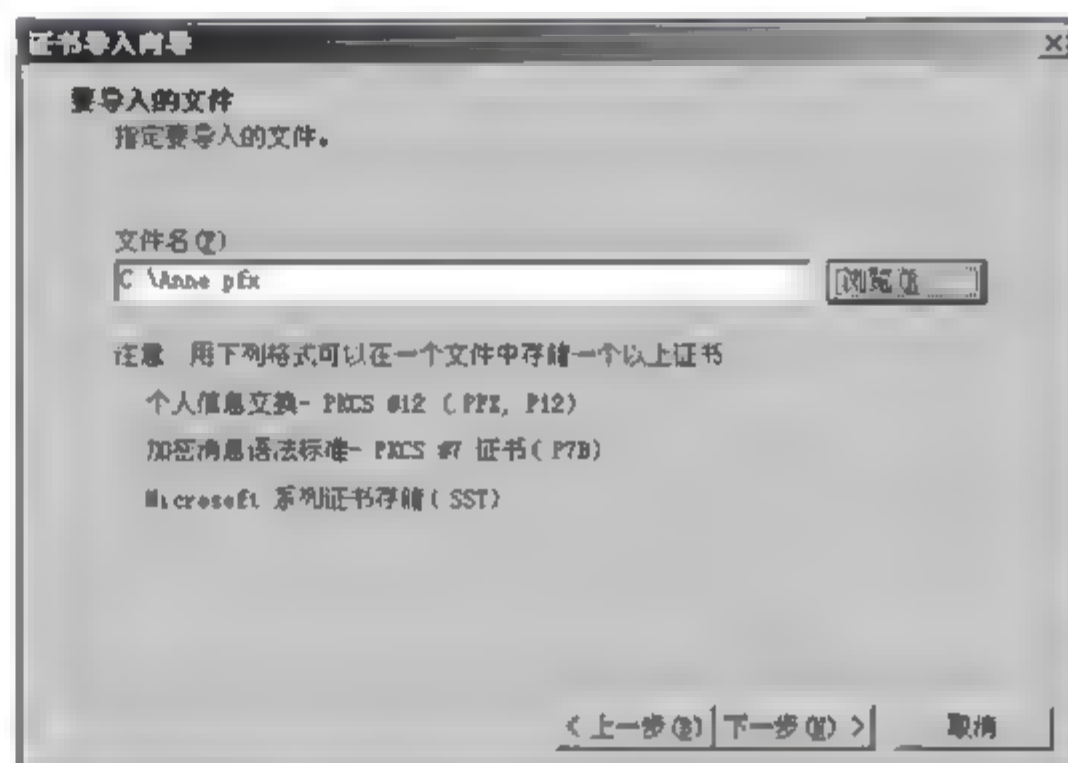 证书导入向导
要导入的文件
指定要导入的文件。
文件名(F)
C \Anne pfx
浏览(R
注意 用下列格式可以在一个文件中存储一个以上证书
个人信息交换- PKCS #12 (.PFX, P12)
加密消息语法标准- PKCS #7 证书( P7B)
Microsoft 系列证书存储( SST)
< 上一步(B) 下一步(N) > 取消